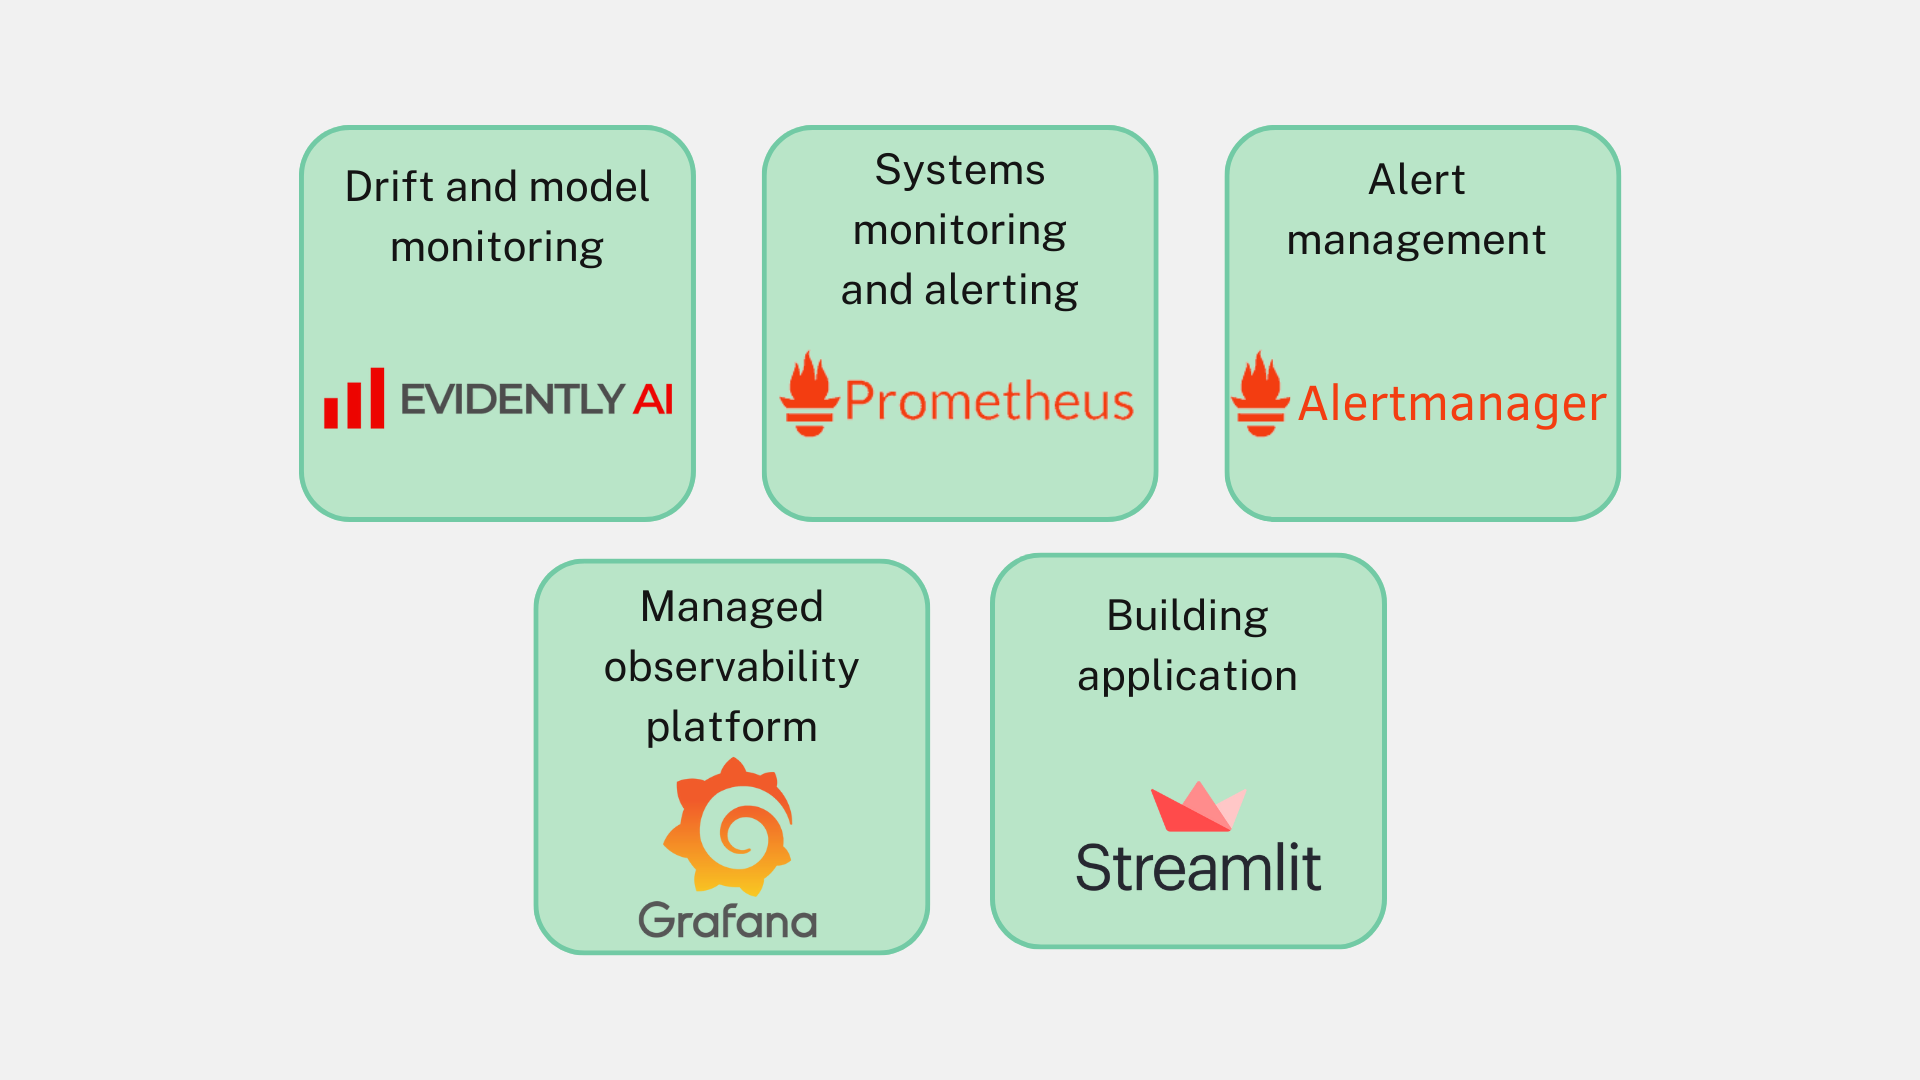 Drift and model
monitoring
EVIDENTLY AI
Systems
monitoring
and alerting
Prometheus
Alert
management
Alertmanager
Managed
observability
platform
Grafana
Building
application
Streamlit